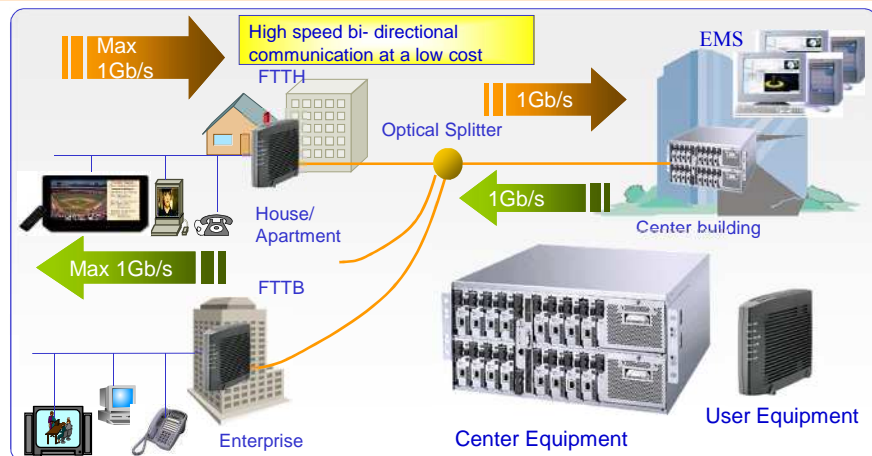 Max
1Gb/s
High speed bi- directional
communication at a low cost
FTTH
EMS
1Gb/s
Optical Splitter
1Gb/s
House/
Apartment
Center building
Max 1Gb/s
FTTB
Enterprise
Center Equipment
User Equipment